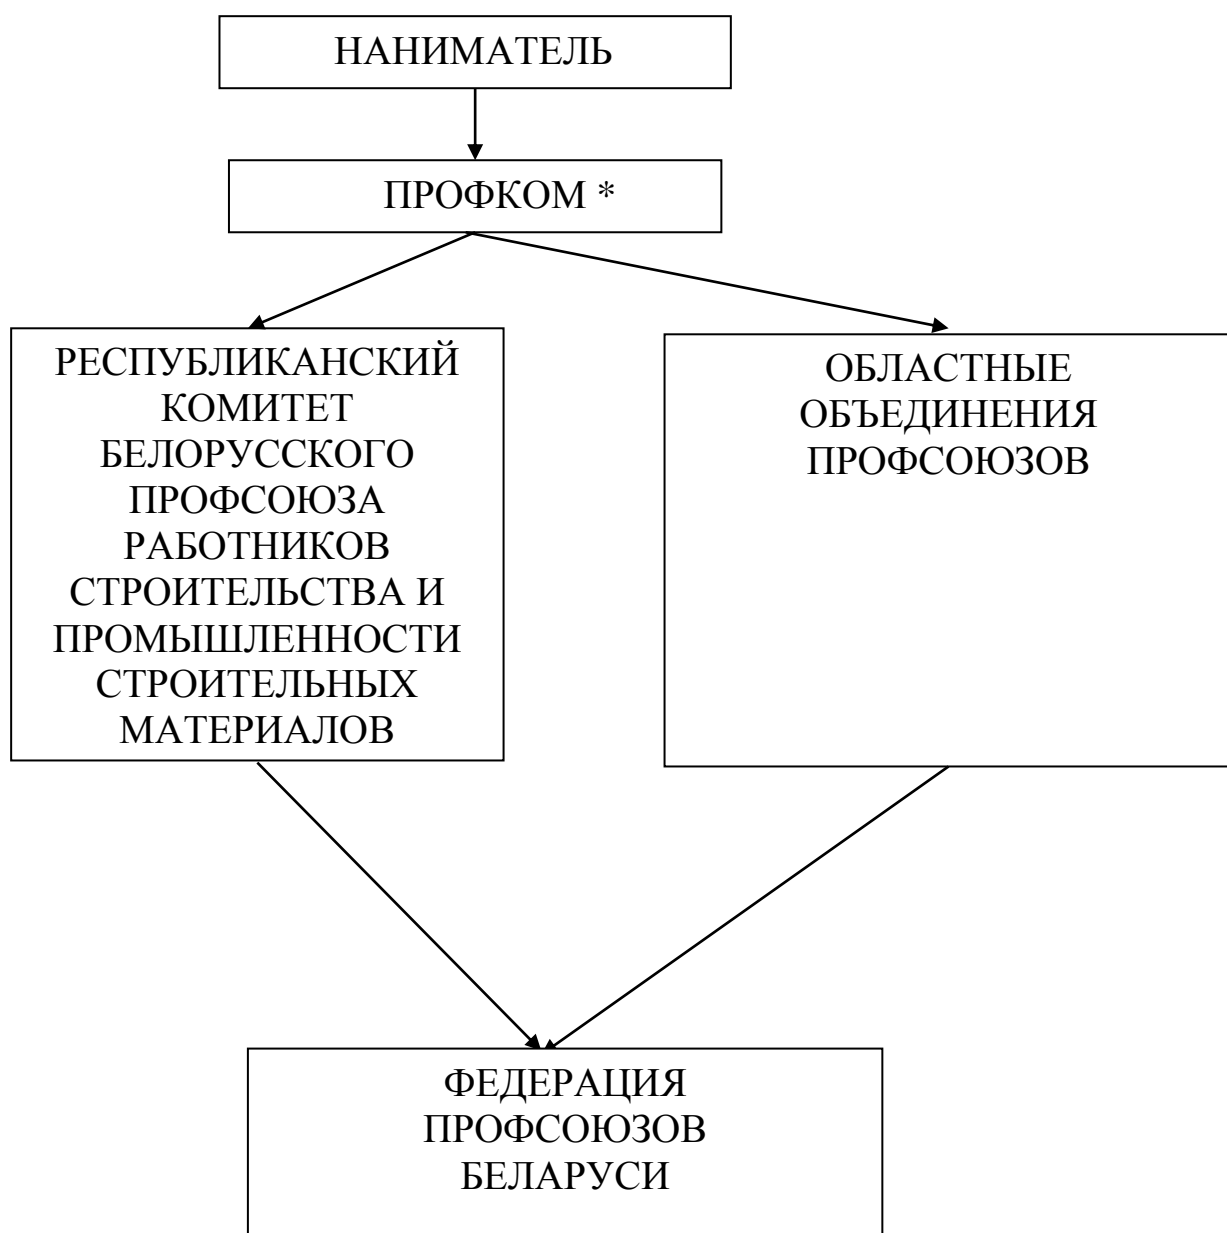 НАНИМАТЕЛЬ
ПРОФКОМ *
РЕСПУБЛИКАНСКИЙ
КОМИТЕТ
БЕЛОРУССКОГО
ПРОФСОЮЗА
РАБОТНИКОВ
СТРОИТЕЛЬСТВА И
ПРОМЫШЛЕННОСТИ
СТРОИТЕЛЬНЫХ
МАТЕРИАЛОВ
ОБЛАСТНЫЕ
ОБЪЕДИНЕНИЯ
ПРОФСОЮЗОВ
ФЕДЕРАЦИЯ
ПРОФСОЮЗОВ
БЕЛАРУСИ